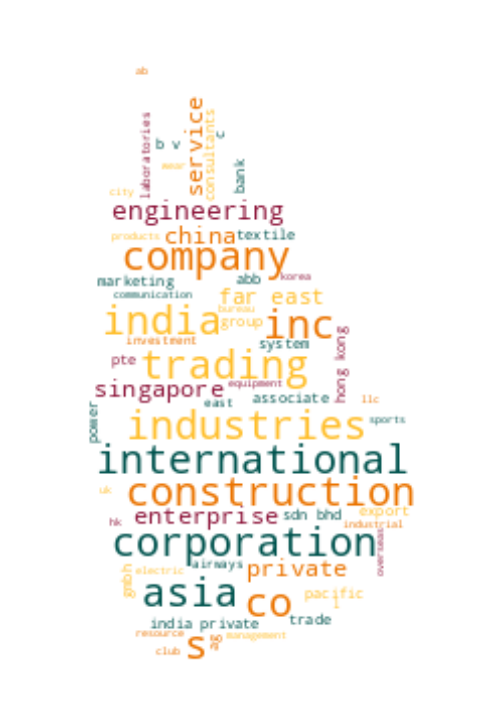 ab
laboratories
b v
service
consultants
c
wear
bank
city
engineering
products
china
textile
company
marketing
abb
korea
communication
far east
bureau
india
group
inc
investment
system
hong kong
pte
trading
singapore
equipment
associate
llc
east
power
industries
sports
international
uk
construction
hk
enterprise
sdn bhd
export
industrial
corporation
overseas
airways
gmbh
electric
private
asia
co
pacific
l
india private
trade
resource
s
ag
management
club